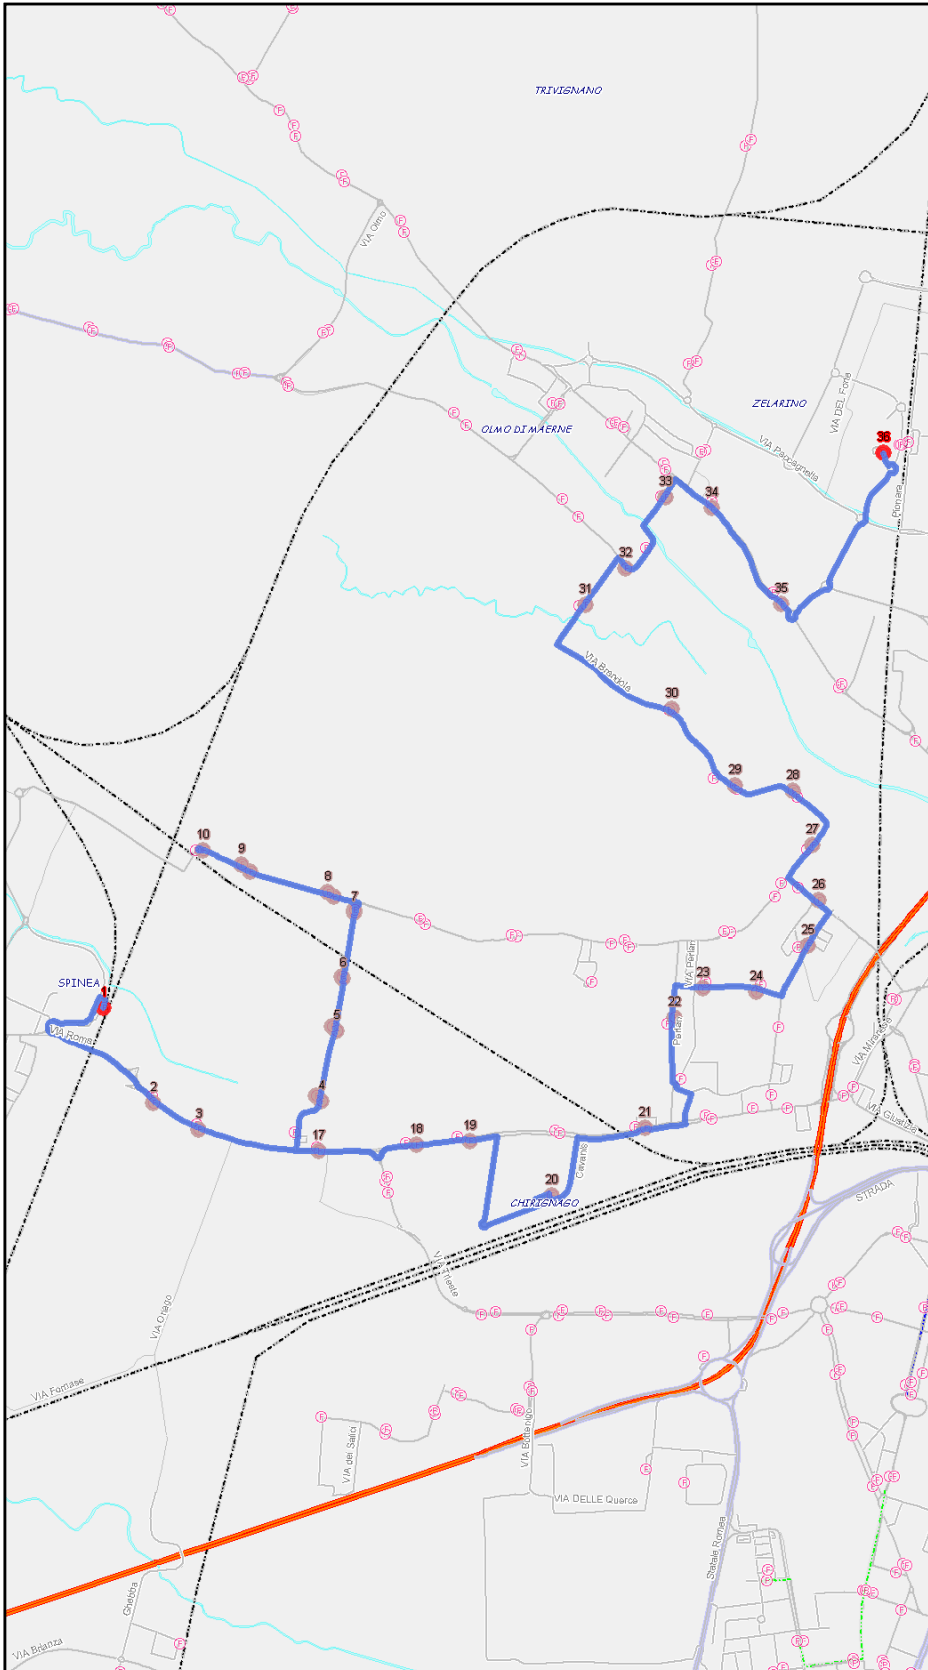 TRIVIGNANO
VIA Olmo
VIA DEL Forte
ZELARINO
OLMO DI MAERNE
VIA Paccagnella
36
33
34
32
31
35
VIA Brendole
30
29
28
27
10
9
8
7
26
25
6
SPINEA
1
VIA Roma
VIA Perlan
23
24
22
Perlan
5
VIA Miranese
4
2
3
VIA Giustizia
21
17
18
19
Cavanis
20
CHIRIGNAGO
STRADA
VIA Trieste
VIA Oriago
VIA Fornase
VIA dei Salici
VIA Bottenigo
VIA DELLE Querce
Statale Romea
Ghebba
VIA Brianza